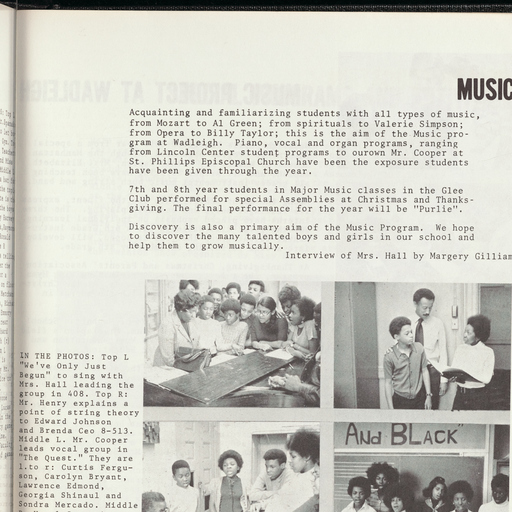 MUSIC
Acquainting and familiarizing students with all types of music,
from Mozart to Al Green; from spirituals to Valerie Simpson;
from Opera to Billy Taylor; this is the aim of the Music pro-
gram at Wadleigh. Piano, vocal and organ programs, ranging
from Lincoln Center student programs to ourown Mr. Cooper at
St. Phillips Episcopal Church have been the exposure students
have been given through the year.
7th and 8th year students in Major Music classes in the Glee
Club performed for special Assemblies at Christmas and Thanks-
giving. The final performance for the year will be "Purlie".
Discovery is also a primary aim of the Music Program. We hope
to discover the many talented boys and girls in our school and
help them to grow musically.
Interview of Mrs. Hall by Margery Gilliam
IN THE PHOTOS: Top L
"We've Only Just
Begun" to sing with
Mrs. Hall leading the
group in 408. Top R:
Mr. Henry explains a
point of string theory
to Edward Johnson
and Brenda Ceo 8-513.
Middle L. Mr. Cooper
leads vocal group in
"The Quest." They are
l.to r: Curtis Fergu-
son, Carolyn Bryant,
Lawrence Edmond,
Georgia Shinaul and
Sondra Mercado. Middle
And BLACK"